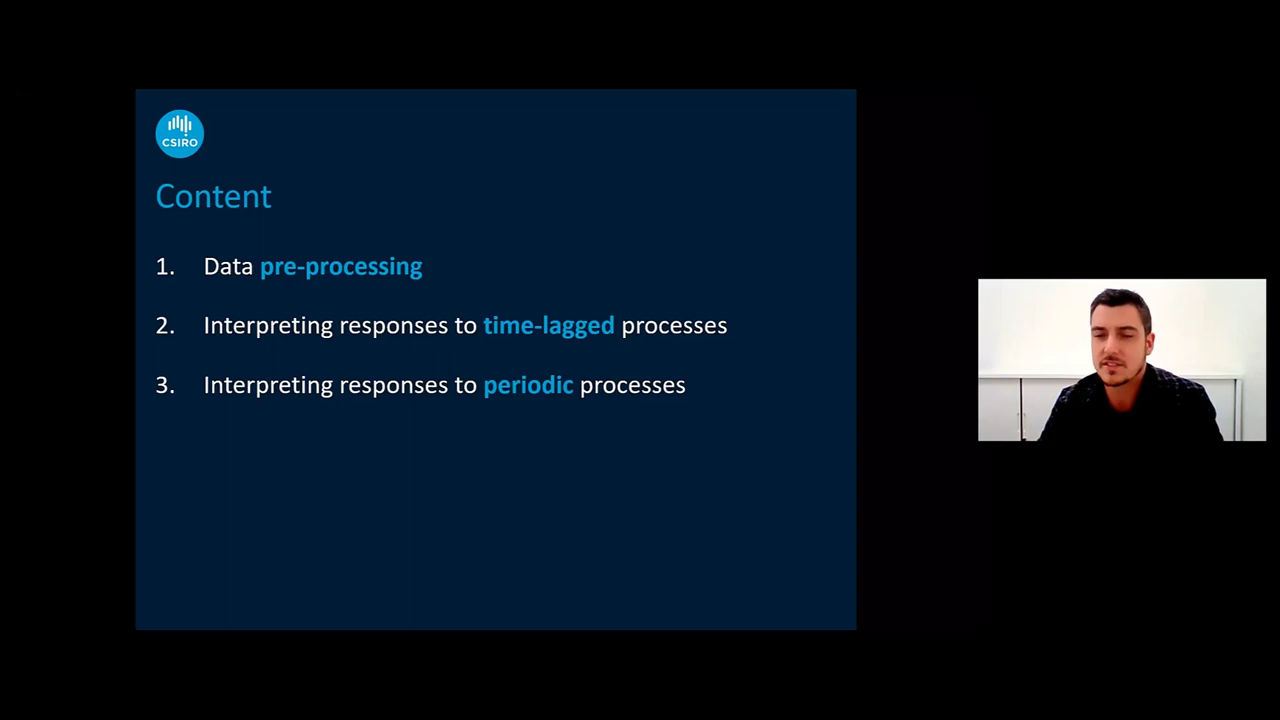 CSIRO
Content
1. Data pre-processing
2. Interpreting responses to time-lagged processes
3. Interpreting responses to periodic processes